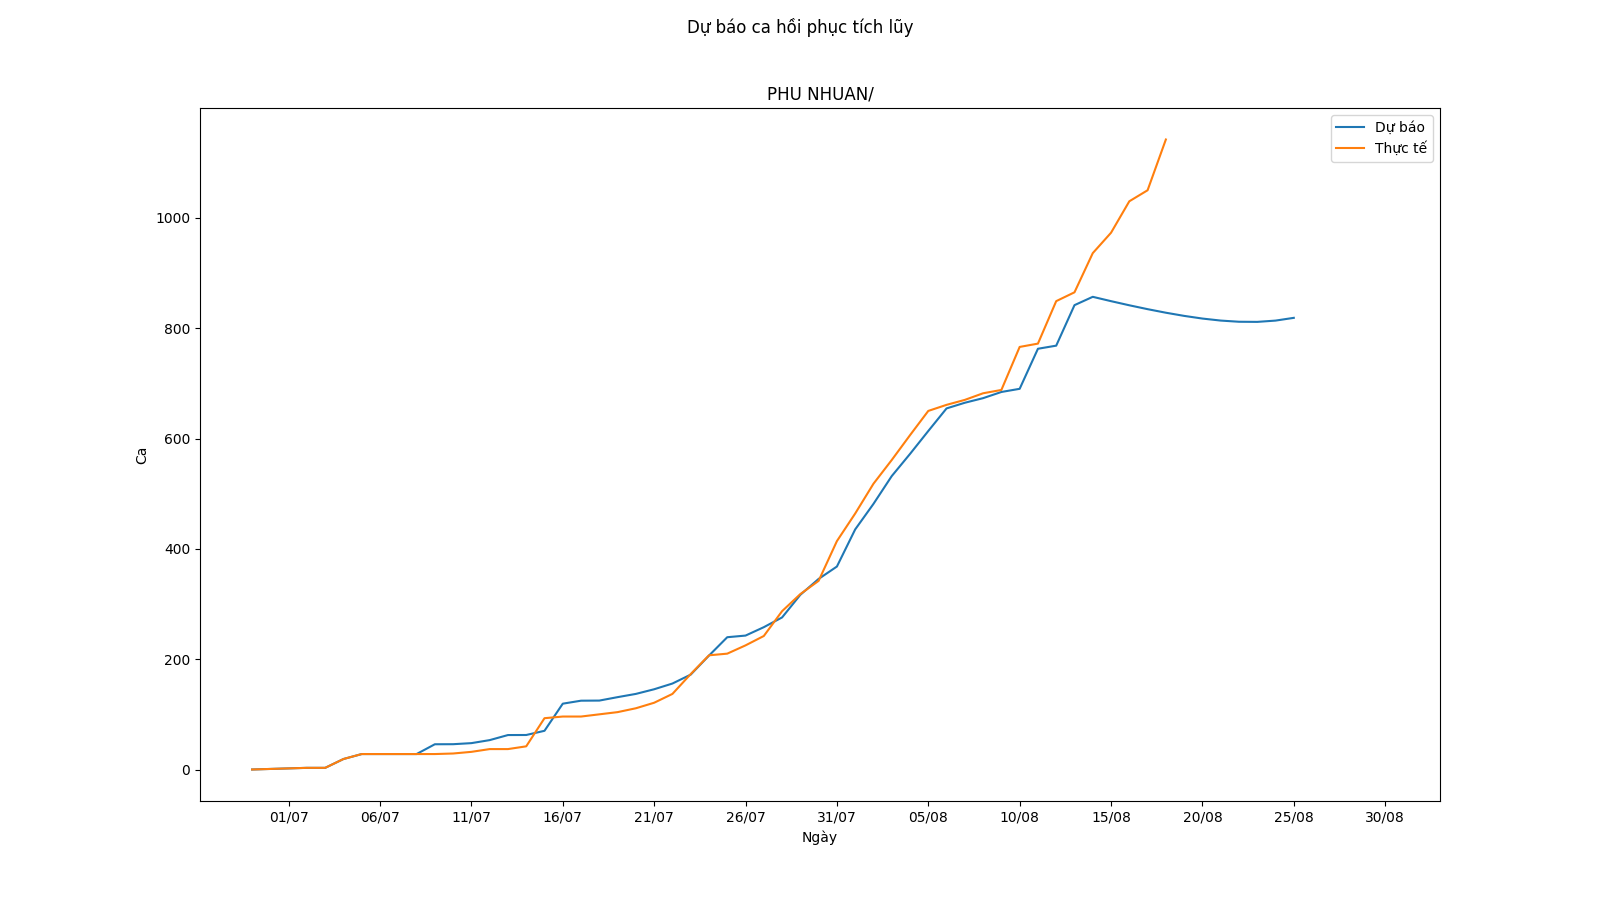 Dự báo ca hồi phục tích lũy
PHU NHUAN/
Dự báo
Thực tế
1000
800
600
400
200
0
Ca
01/07 06/07 11/07 16/07 21/07 26/07 31/07 05/08 10/08 15/08 20/08 25/08 30/08
Ngày